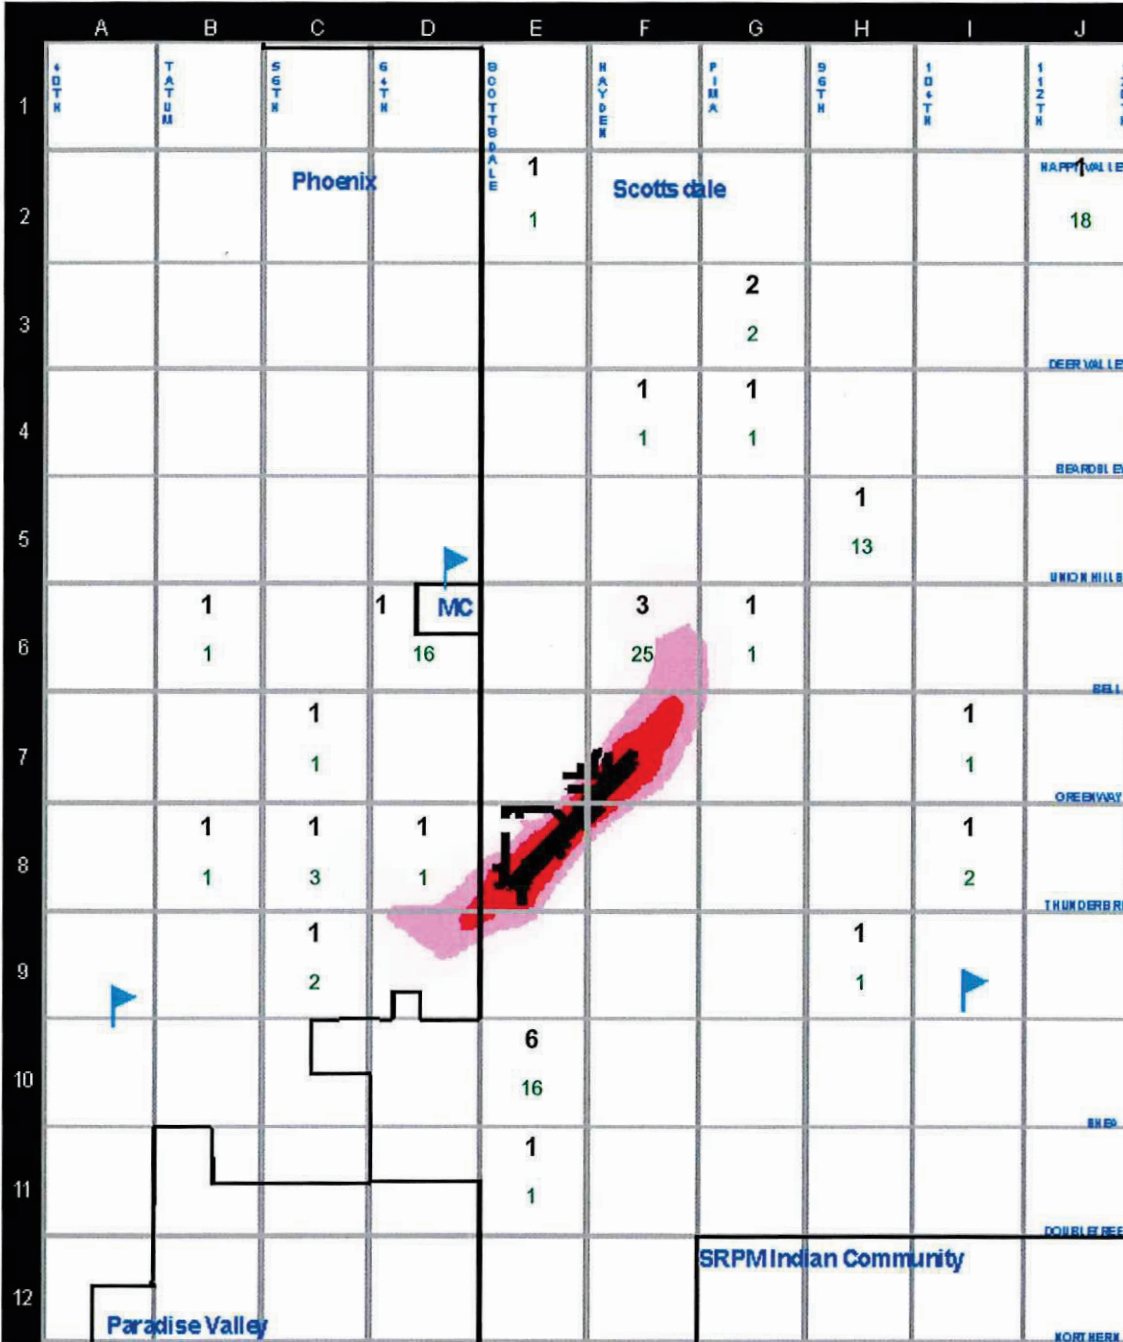 A B C D E F G H I J
40TH TATUM 56TH 64TH SCOTTSDALE HAYDEN PIMA 96TH 104TH 112TH
1
Phoenix 1 Scottsdale 1
2 1 18
2
3 2
1 1
4 1 1
BEARDSLEY
1
5 13
UNION HILLS
1 1 MC 3 1
6 1 16 25 1
BELL
1 1
7 1 1
GREENWAY
1 1 1 1
8 1 3 1 2
THUNDERBI
1 1
9 2 1
6
10 16
SHEA
1
11 1
DOUBLETREE
SRPM Indian Community
12
Paradise Valley
NORTHERN